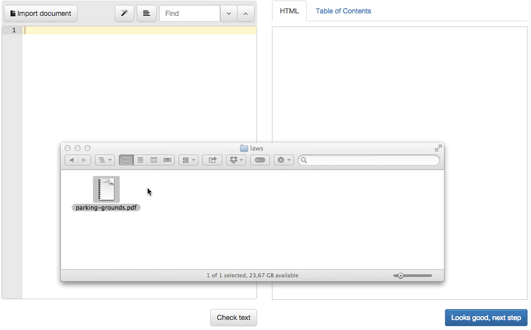 Import document
Find
HTML
Table of Contents
1
laws
parking-grounds.pdf
1 of 1 selected, 23,67 GB available
Check text
Looks good, next step